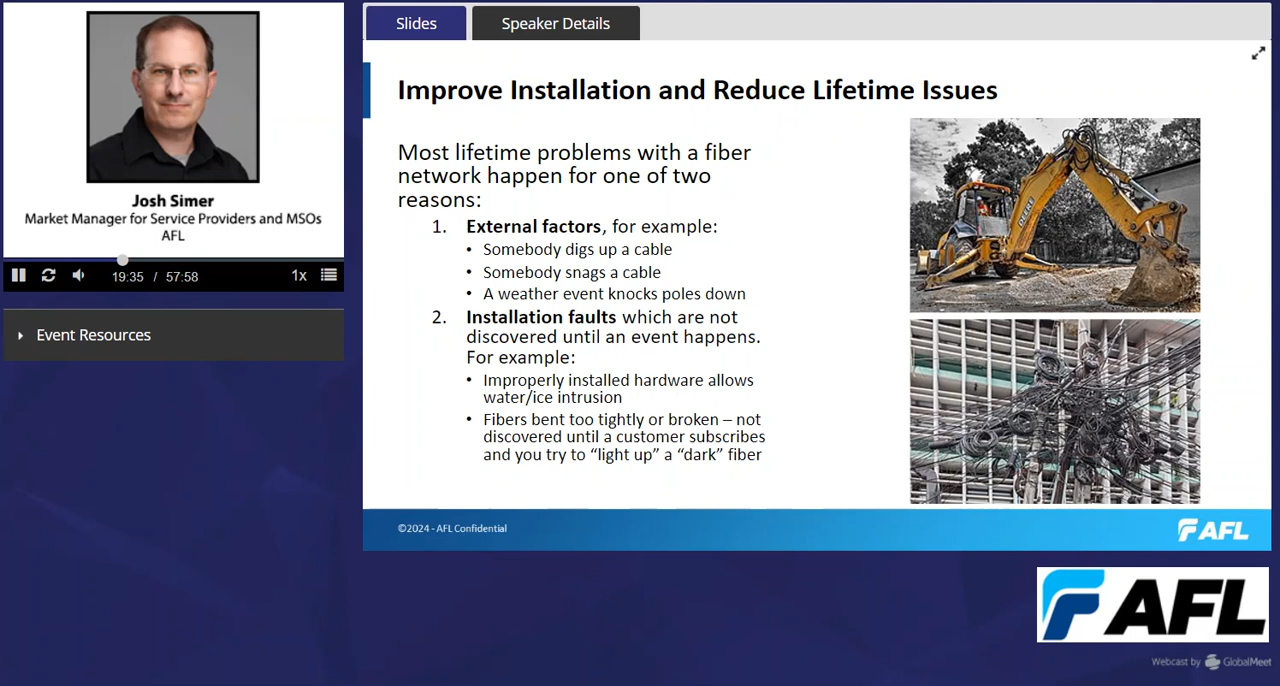 Josh Simer
Market Manager for Service Providers and MSOs
AFL
19:35 / 57:58
1x
Event Resources
Slides
Speaker Details
Improve Installation and Reduce Lifetime Issues
Most lifetime problems with a fiber
network happen for one of two
reasons:
1. External factors, for example:
• Somebody digs up a cable
• Somebody snags a cable
• A weather event knocks poles down
2. Installation faults which are not
discovered until an event happens.
For example:
• Improperly installed hardware allows
water/ice intrusion
• Fibers bent too tightly or broken – not
discovered until a customer subscribes
and you try to “light up” a “dark” fiber
DEERE
©2024 - AFL Confidential
AFL
AFL
Webcast by GlobalMeet